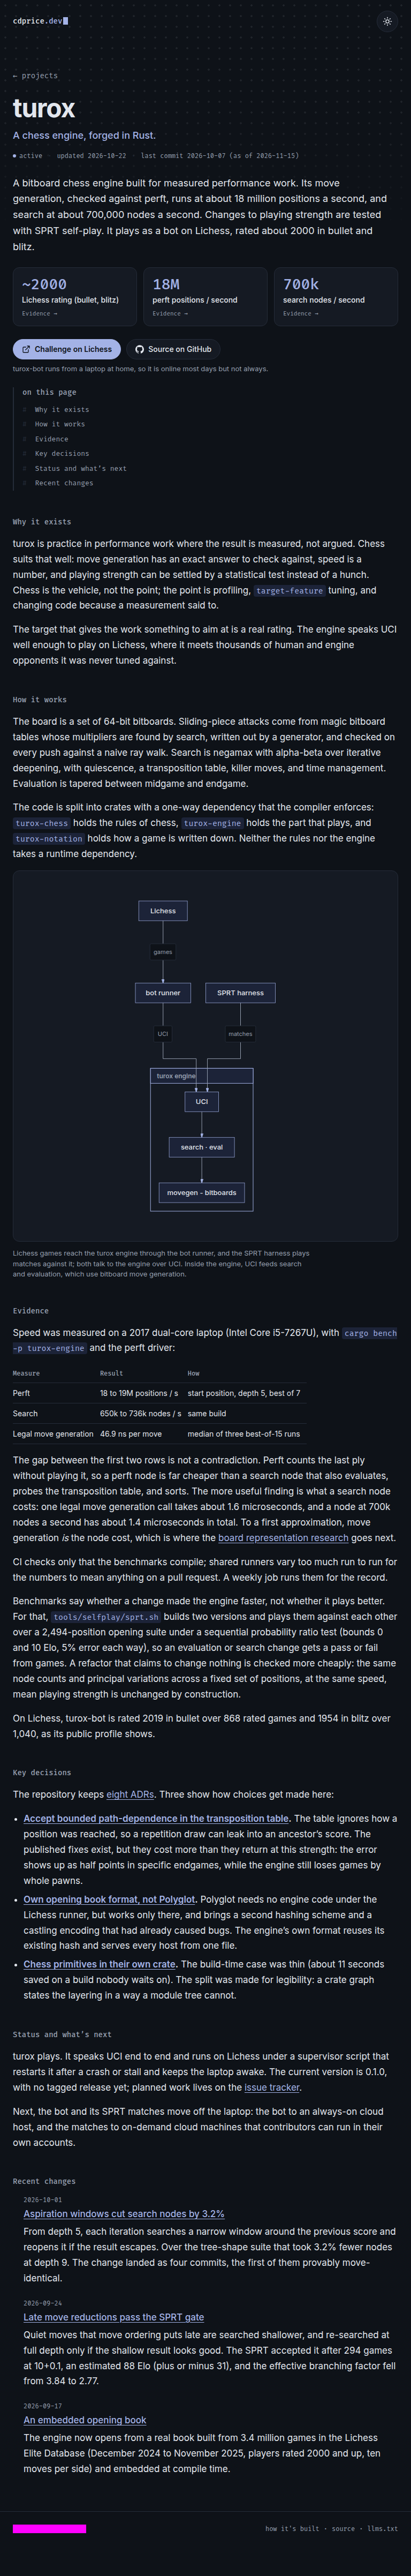 cdprice.dev
← projects
turox
A chess engine, forged in Rust.
active · updated 2026-10-22 · last commit 2026-10-07 (as of 2026-11-15)
A bitboard chess engine built for measured performance work. Its move
generation, checked against perft, runs at about 18 million positions a second, and
search at about 700,000 nodes a second. Changes to playing strength are tested
with SPRT self-play. It plays as a bot on Lichess, rated about 2000 in bullet and
blitz.
~2000
Lichess rating (bullet, blitz)
Evidence →
18M
perft positions / second
Evidence →
700k
search nodes / second
Evidence →
Challenge on Lichess
Source on GitHub
turox-bot runs from a laptop at home, so it is online most days but not always.
on this page
# Why it exists
# How it works
# Evidence
# Key decisions
# Status and what's next
# Recent changes
Why it exists
turox is practice in performance work where the result is measured, not argued. Chess
suits that well: move generation has an exact answer to check against, speed is a
number, and playing strength can be settled by a statistical test instead of a hunch.
Chess is the vehicle, not the point; the point is profiling, target-feature tuning, and
changing code because a measurement said to.
The target that gives the work something to aim at is a real rating. The engine speaks UCI
well enough to play on Lichess, where it meets thousands of human and engine
opponents it was never tuned against.
How it works
The board is a set of 64-bit bitboards. Sliding-piece attacks come from magic bitboard
tables whose multipliers are found by search, written out by a generator, and checked on
every push against a naive ray walk. Search is negamax with alpha-beta over iterative
deepening, with quiescence, a transposition table, killer moves, and time management.
Evaluation is tapered between midgame and endgame.
The code is split into crates with a one-way dependency that the compiler enforces:
turox-chess holds the rules of chess, turox-engine holds the part that plays, and
turox-notation holds how a game is written down. Neither the rules nor the engine
takes a runtime dependency.
Lichess
games
bot runner
SPRT harness
UCI
matches
turox engine
UCI
search · eval
movegen · bitboards
Lichess games reach the turox engine through the bot runner, and the SPRT harness plays
matches against it; both talk to the engine over UCI. Inside the engine, UCI feeds search
and evaluation, which use bitboard move generation.
Evidence
Speed was measured on a 2017 dual-core laptop (Intel Core i5-7267U), with cargo bench
-p turox-engine and the perft driver:
Measure Result How
Perft 18 to 19M positions / s start position, depth 5, best of 7
Search 650k to 736k nodes / s same build
Legal move generation 46.9 ns per move median of three best-of-15 runs
The gap between the first two rows is not a contradiction. Perft counts the last ply
without playing it, so a perft node is far cheaper than a search node that also evaluates,
probes the transposition table, and sorts. The more useful finding is what a search node
costs: one legal move generation call takes about 1.6 microseconds, and a node at 700k
nodes a second has about 1.4 microseconds in total. To a first approximation, move
generation is the node cost, which is where the board representation research goes next.
CI checks only that the benchmarks compile; shared runners vary too much run to run for
the numbers to mean anything on a pull request. A weekly job runs them for the record.
Benchmarks say whether a change made the engine faster, not whether it plays better.
For that, tools/selfplay/sprt.sh builds two versions and plays them against each other
over a 2,494-position opening suite under a sequential probability ratio test (bounds 0
and 10 Elo, 5% error each way), so an evaluation or search change gets a pass or fail
from games. A refactor that claims to change nothing is checked more cheaply: the same
node counts and principal variations across a fixed set of positions, at the same speed,
mean playing strength is unchanged by construction.
On Lichess, turox-bot is rated 2019 in bullet over 868 rated games and 1954 in blitz over
1,040, as its public profile shows.
Key decisions
The repository keeps eight ADRs. Three show how choices get made here:
• Accept bounded path-dependence in the transposition table. The table ignores how a
position was reached, so a repetition draw can leak into an ancestor's score. The
published fixes exist, but they cost more than they return at this strength: the error
shows up as half points in specific endgames, while the engine still loses games by
whole pawns.
• Own opening book format, not Polyglot. Polyglot needs no engine code under the
Lichess runner, but works only there, and brings a second hashing scheme and a
castling encoding that had already caused bugs. The engine's own format reuses its
existing hash and serves every host from one file.
• Chess primitives in their own crate. The build-time case was thin (about 11 seconds
saved on a build nobody waits on). The split was made for legibility: a crate graph
states the layering in a way a module tree cannot.
Status and what's next
turox plays. It speaks UCI end to end and runs on Lichess under a supervisor script that
restarts it after a crash or stall and keeps the laptop awake. The current version is 0.1.0,
with no tagged release yet; planned work lives on the issue tracker.
Next, the bot and its SPRT matches move off the laptop: the bot to an always-on cloud
host, and the matches to on-demand cloud machines that contributors can run in their
own accounts.
Recent changes
2026-10-01
Aspiration windows cut search nodes by 3.2%
From depth 5, each iteration searches a narrow window around the previous score and
reopens it if the result escapes. Over the tree-shape suite that took 3.2% fewer nodes
at depth 9. The change landed as four commits, the first of them provably move-
identical.
2026-09-24
Late move reductions pass the SPRT gate
Quiet moves that move ordering puts late are searched shallower, and re-searched at
full depth only if the shallow result looks good. The SPRT accepted it after 294 games
at 10+0.1, an estimated 88 Elo (plus or minus 31), and the effective branching factor fell
from 3.84 to 2.77.
2026-09-17
An embedded opening book
The engine now opens from a real book built from 3.4 million games in the Lichess
Elite Database (December 2024 to November 2025, players rated 2000 and up, ten
moves per side) and embedded at compile time.
how it's built · source · llms.txt